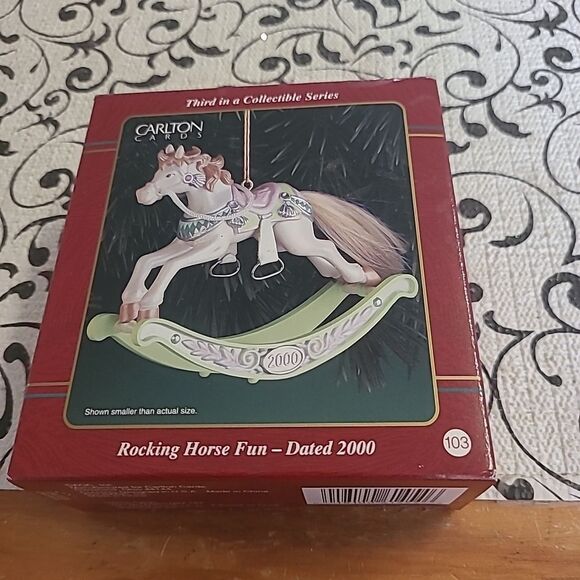 Third in a Collectible Series
CARLTON
CARDS
2000
Shown smaller than actual size.
Rocking Horse Fun – Dated 2000
103